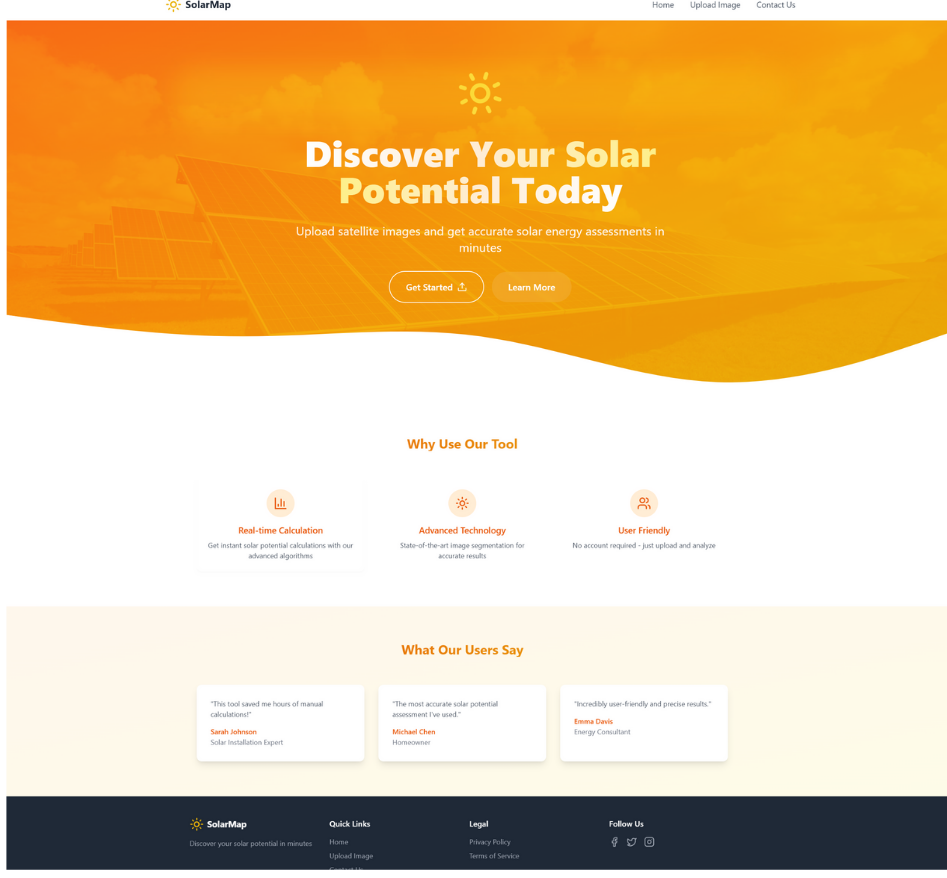 SolarMap
Home Upload Image Contact Us
Discover Your Solar
Potential Today
Upload satellite images and get accurate solar energy assessments in
minutes
Get Started Learn More
Why Use Our Tool
Real-time Calculation
Get instant solar potential calculations with our
advanced algorithms
Advanced Technology
State-of-the-art image segmentation for
accurate results
User Friendly
No account required - just upload and analyze
What Our Users Say
"This tool saved me hours of manual
calculations!"
Sarah Johnson
Solar Installation Expert
"The most accurate solar potential
assessment I've used."
Michael Chen
Homeowner
"Incredibly user-friendly and precise results."
Emma Davis
Energy Consultant
SolarMap
Discover your solar potential in minutes
Quick Links
Home
Upload Image
Contact Us
Legal
Privacy Policy
Terms of Service
Follow Us